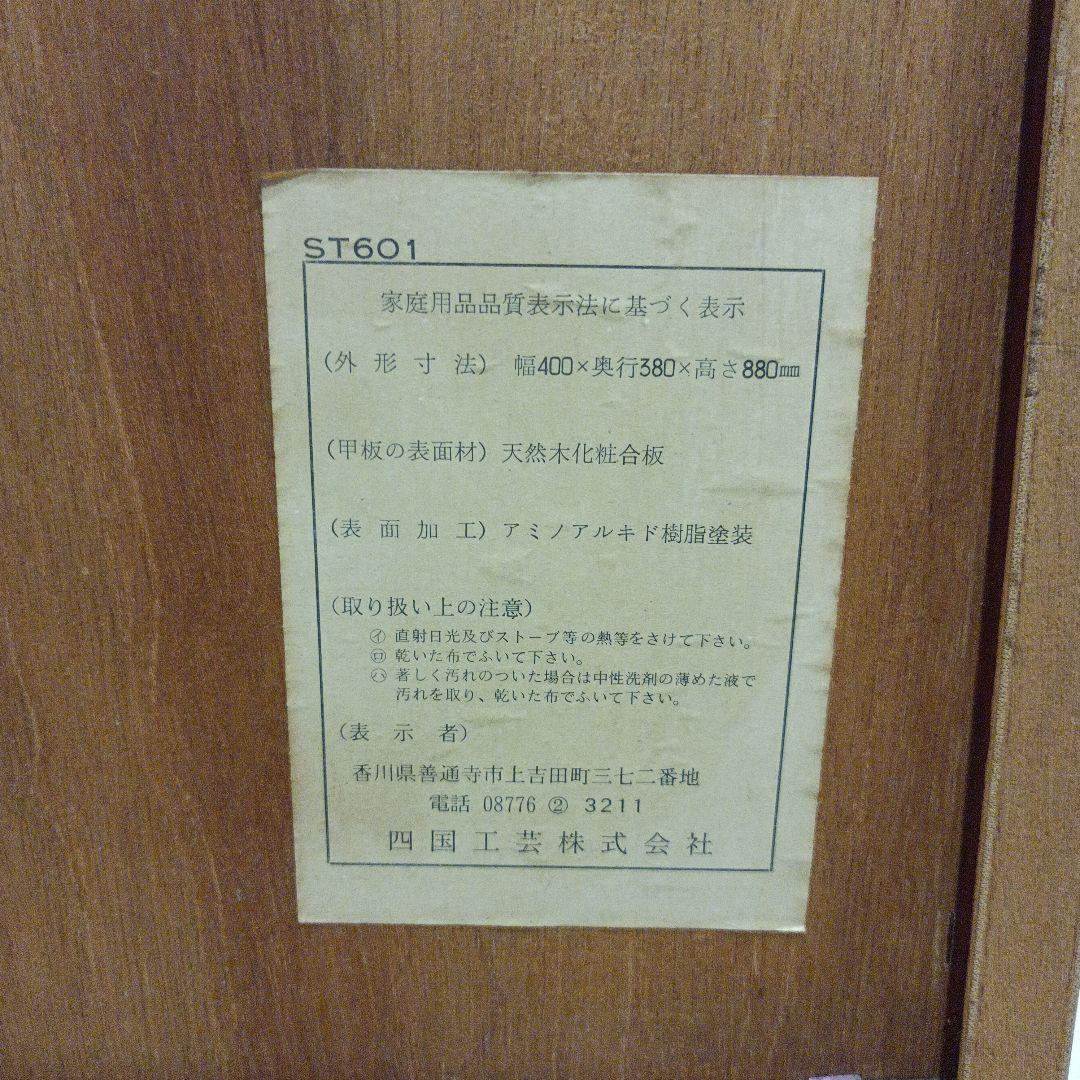 ST601
家庭用品品質表示法に基づく表示
(外形寸法) 幅400×奥行380×高さ880㎜
(甲板の表面材) 天然木化粧合板
(表面加工) アミノアルキド樹脂塗装
(取り扱い上の注意)
㋑ 直射日光及びストーブ等の熱等をさけて下さい。
㋺ 乾いた布でふいて下さい。
㋩ 著しく汚れのついた場合は中性洗剤の薄めた液で
汚れを取り、乾いた布でふいて下さい。
(表示者)
香川県善通寺市上吉田町三七二番地
電話 08776 ② 3211
四国工芸株式会社